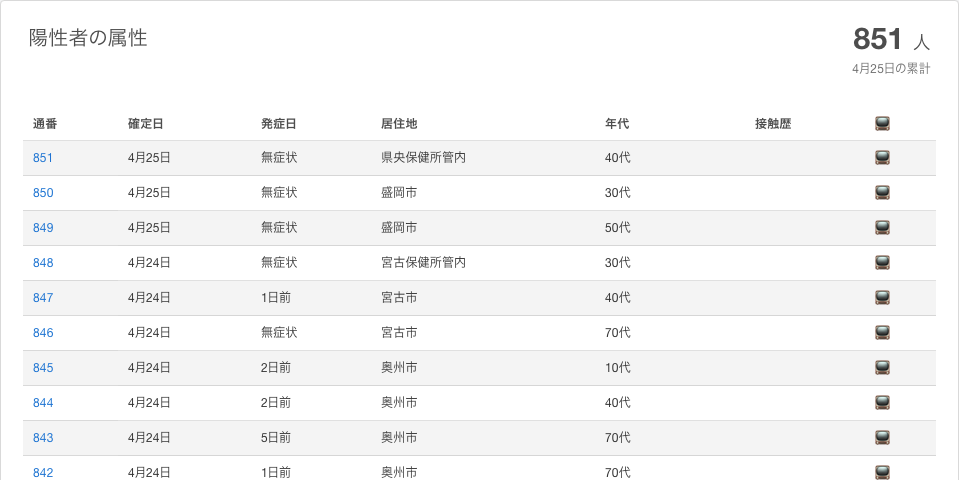 陽性者の属性
851 人
4月25日の累計
通番 確定日 発症日 居住地 年代 接触歴
851 4月25日 無症状 県央保健所管内 40代
850 4月25日 無症状 盛岡市 30代
849 4月25日 無症状 盛岡市 50代
848 4月24日 無症状 宮古保健所管内 30代
847 4月24日 1日前 宮古市 40代
846 4月24日 無症状 宮古市 70代
845 4月24日 2日前 奥州市 10代
844 4月24日 2日前 奥州市 40代
843 4月24日 5日前 奥州市 70代
842 4月24日 1日前 奥州市 70代